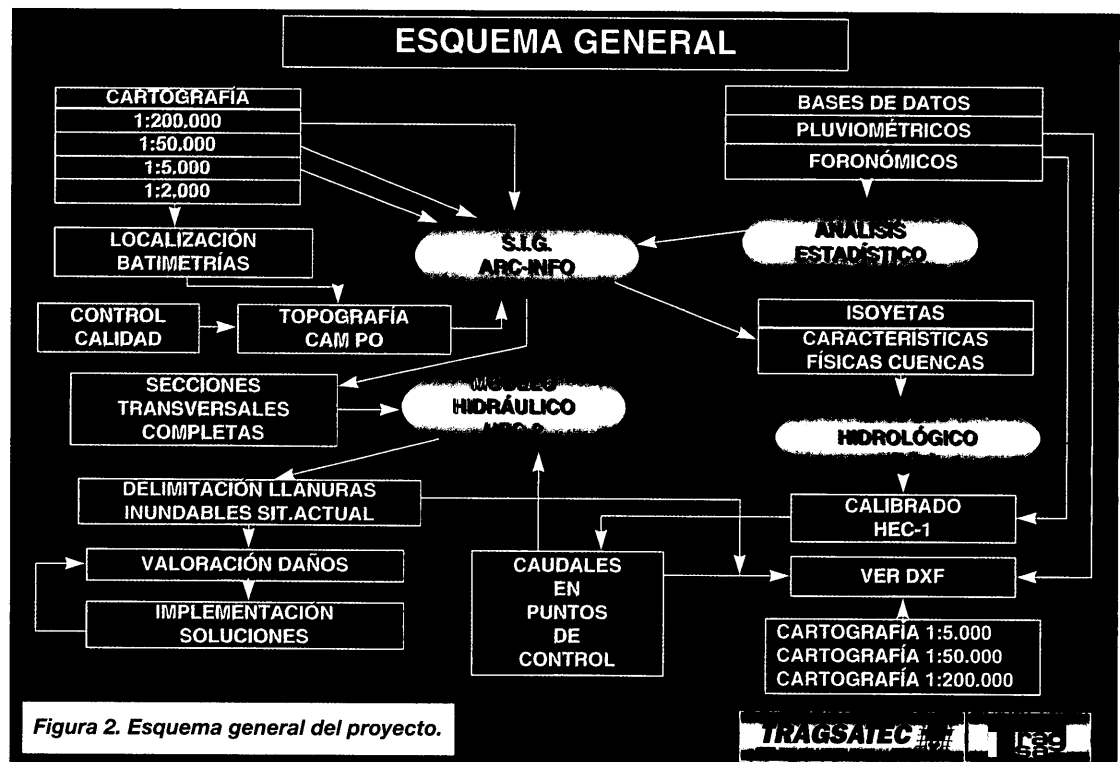 ESQUEMA GENERAL
CARTOGRAFÍA
1:200.000
1:50.000
1:5.000
1:2.000
BASES DE DATOS
PLUVIOMÉTRICOS
FORONÓMICOS
LOCALIZACIÓN
BATIMETRÍAS
S.I.G.
ARC-INFO
ANÁLISIS
ESTADÍSTICO
CONTROL
CALIDAD
TOPOGRAFÍA
CAM PO
ISOYETAS
CARACTERÍSTICAS
FÍSICAS CUENCAS
SECCIONES
TRANSVERSALES
COMPLETAS
MODELO
HIDRÁULICO
HIDROLÓGICO
DELIMITACIÓN LLANURAS
INUNDABLES SIT.ACTUAL
CALIBRADO
HEC-1
VALORACIÓN DAÑOS
CAUDALES
EN
PUNTOS
DE
CONTROL
VER DXF
IMPLEMENTACIÓN
SOLUCIONES
CARTOGRAFÍA 1:5.000
CARTOGRAFÍA 1:50.000
CARTOGRAFÍA 1:200.000
Figura 2. Esquema general del proyecto.
TRAGSATEC